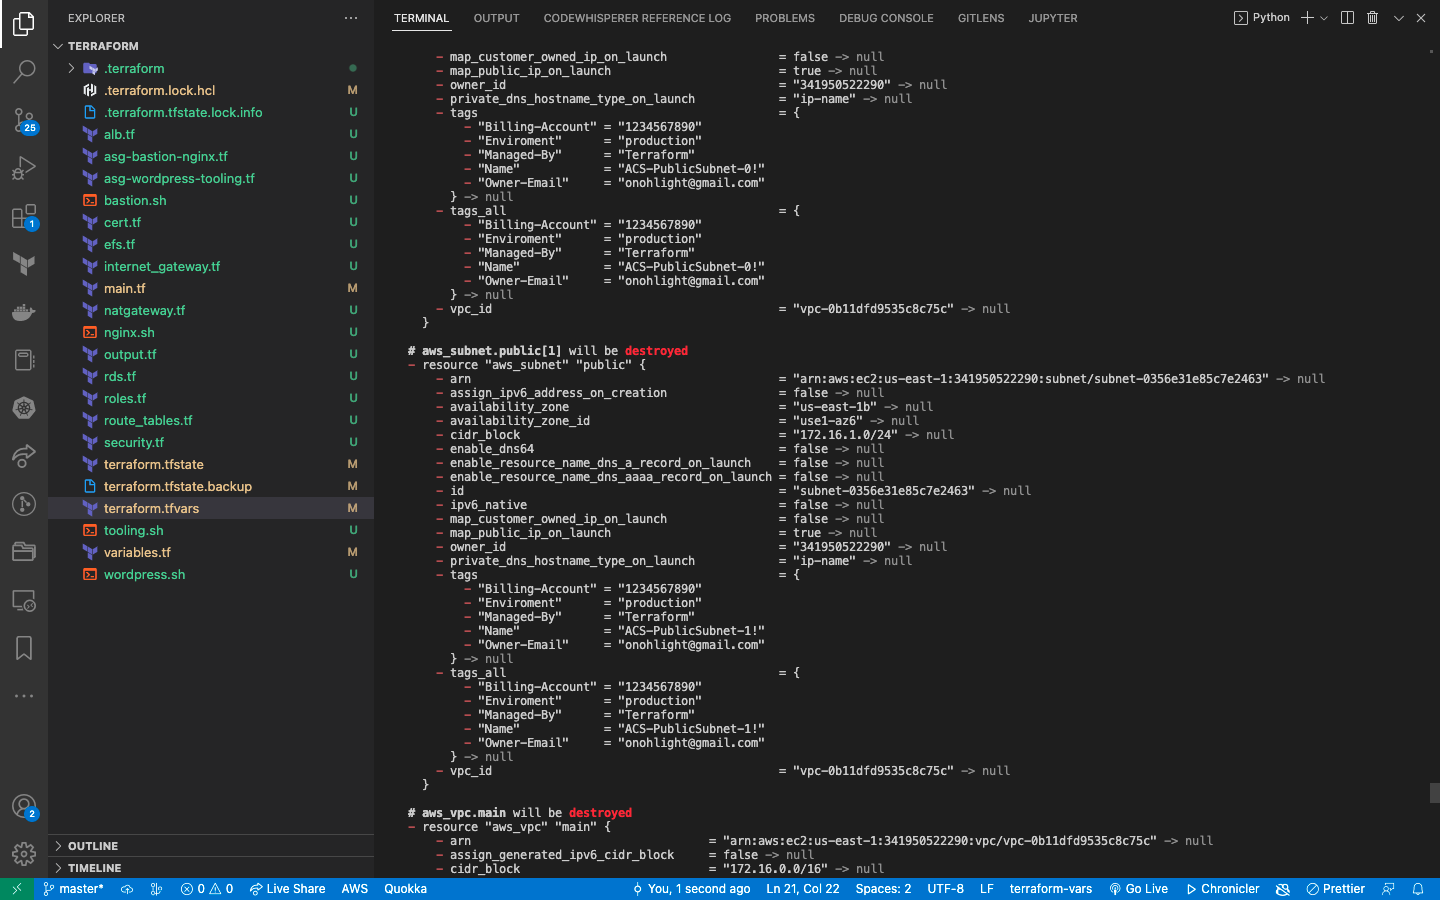 EXPLORER
TERRAFORM
.terraform
.terraform.lock.hcl M
.terraform.tfstate.lock.info U
alb.tf U
asg-bastion-nginx.tf U
asg-wordpress-tooling.tf U
bastion.sh U
cert.tf U
efs.tf U
internet_gateway.tf U
main.tf M
natgateway.tf U
nginx.sh U
output.tf U
rds.tf U
roles.tf U
route_tables.tf U
security.tf U
terraform.tfstate M
terraform.tfstate.backup M
terraform.tfvars M
tooling.sh U
variables.tf M
wordpress.sh U
OUTLINE
TIMELINE
25
1
2
TERMINAL OUTPUT CODEWHISPERER REFERENCE LOG PROBLEMS DEBUG CONSOLE GITLENS JUPYTER Python
- map_customer_owned_ip_on_launch = false -> null
- map_public_ip_on_launch = true -> null
- owner_id = "341950522290" -> null
- private_dns_hostname_type_on_launch = "ip-name" -> null
- tags = {
- "Billing-Account" = "1234567890"
- "Enviroment" = "production"
- "Managed-By" = "Terraform"
- "Name" = "ACS-PublicSubnet-0!"
- "Owner-Email" = "onohlight@gmail.com"
} -> null
- tags_all = {
- "Billing-Account" = "1234567890"
- "Enviroment" = "production"
- "Managed-By" = "Terraform"
- "Name" = "ACS-PublicSubnet-0!"
- "Owner-Email" = "onohlight@gmail.com"
} -> null
- vpc_id = "vpc-0b11dfd9535c8c75c" -> null
}
# aws_subnet.public[1] will be destroyed
- resource "aws_subnet" "public" {
- arn = "arn:aws:ec2:us-east-1:341950522290:subnet/subnet-0356e31e85c7e2463" -> null
- assign_ipv6_address_on_creation = false -> null
- availability_zone = "us-east-1b" -> null
- availability_zone_id = "use1-az6" -> null
- cidr_block = "172.16.1.0/24" -> null
- enable_dns64 = false -> null
- enable_resource_name_dns_a_record_on_launch = false -> null
- enable_resource_name_dns_aaaa_record_on_launch = false -> null
- id = "subnet-0356e31e85c7e2463" -> null
- ipv6_native = false -> null
- map_customer_owned_ip_on_launch = false -> null
- map_public_ip_on_launch = true -> null
- owner_id = "341950522290" -> null
- private_dns_hostname_type_on_launch = "ip-name" -> null
- tags = {
- "Billing-Account" = "1234567890"
- "Enviroment" = "production"
- "Managed-By" = "Terraform"
- "Name" = "ACS-PublicSubnet-1!"
- "Owner-Email" = "onohlight@gmail.com"
} -> null
- tags_all = {
- "Billing-Account" = "1234567890"
- "Enviroment" = "production"
- "Managed-By" = "Terraform"
- "Name" = "ACS-PublicSubnet-1!"
- "Owner-Email" = "onohlight@gmail.com"
} -> null
- vpc_id = "vpc-0b11dfd9535c8c75c" -> null
}
# aws_vpc.main will be destroyed
- resource "aws_vpc" "main" {
- arn = "arn:aws:ec2:us-east-1:341950522290:vpc/vpc-0b11dfd9535c8c75c" -> null
- assign_generated_ipv6_cidr_block = false -> null
- cidr_block = "172.16.0.0/16" -> null
master* 0 0 Live Share AWS Quokka You, 1 second ago Ln 21, Col 22 Spaces: 2 UTF-8 LF terraform-vars Go Live Chronicler Prettier